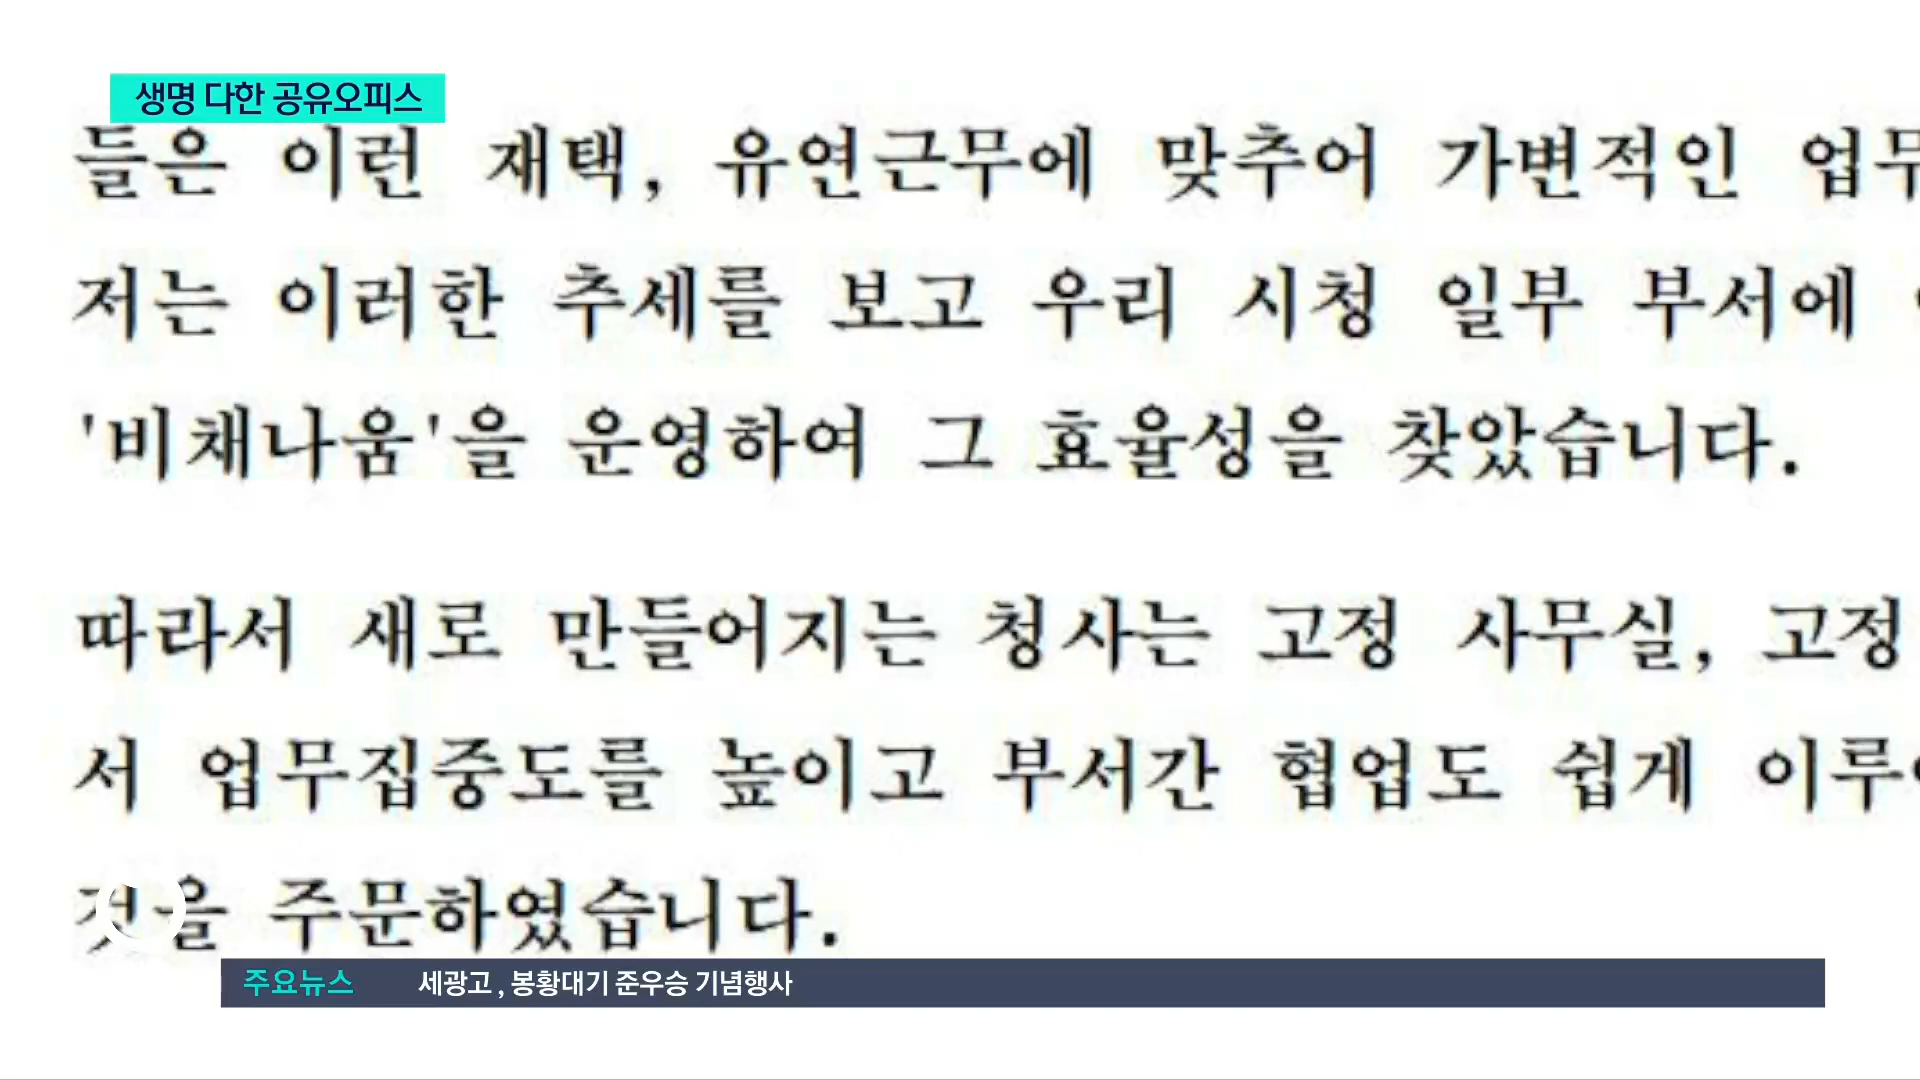 생명 다한 공유오피스
들은 이런 재택, 유연근무에 맞추어 가변적인
저는 이러한 추세를 보고 우리 시청 일부 부서에
'비채나움'을 운영하여 그 효율성을 찾았습니다.
따라서 새로 만들어지는 청사는 고정 사무실, 고정
서 업무집중도를 높이고 부서간 협업도 쉽게
것을 주문하였습니다.
주요뉴스 세광고, 봉황대기 준우승 기념행사